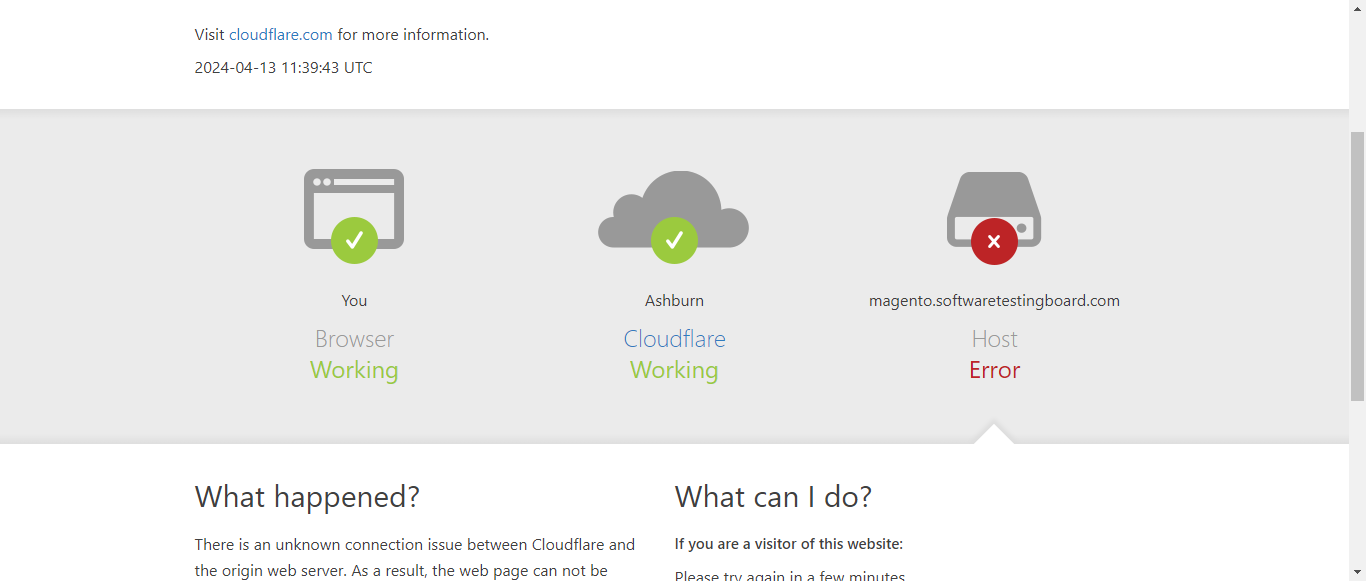 Visit cloudflare.com for more information.
2024-04-13 11:39:43 UTC
You
Browser
Working
Ashburn
Cloudflare
Working
magento.softwaretestingboard.com
Host
Error
What happened?
There is an unknown connection issue between Cloudflare and
the origin web server. As a result, the web page can not be
What can I do?
If you are a visitor of this website:
Please try again in a few minutes